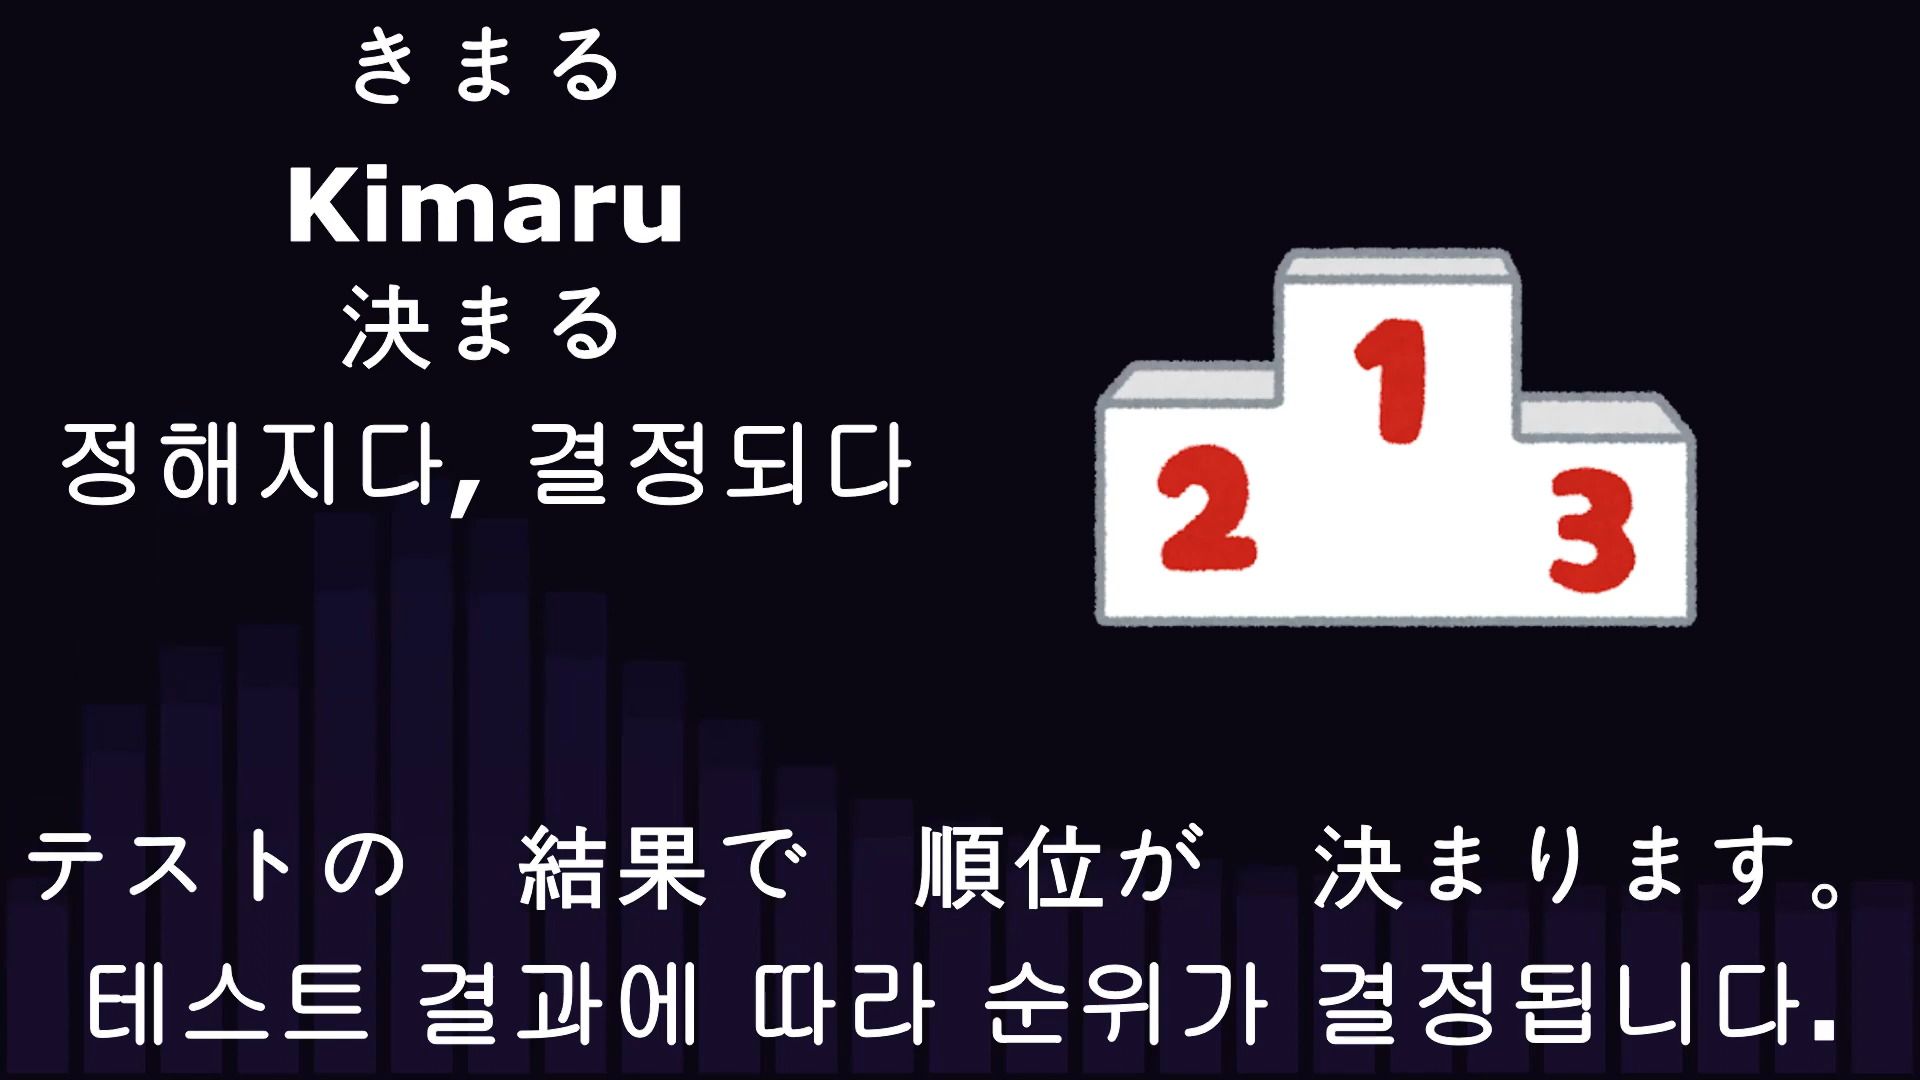 きまる
Kimaru
決まる
정해지다, 결정되다
1
2
3
テストの　結果で　順位が　決まります。
테스트 결과에 따라 순위가 결정됩니다.